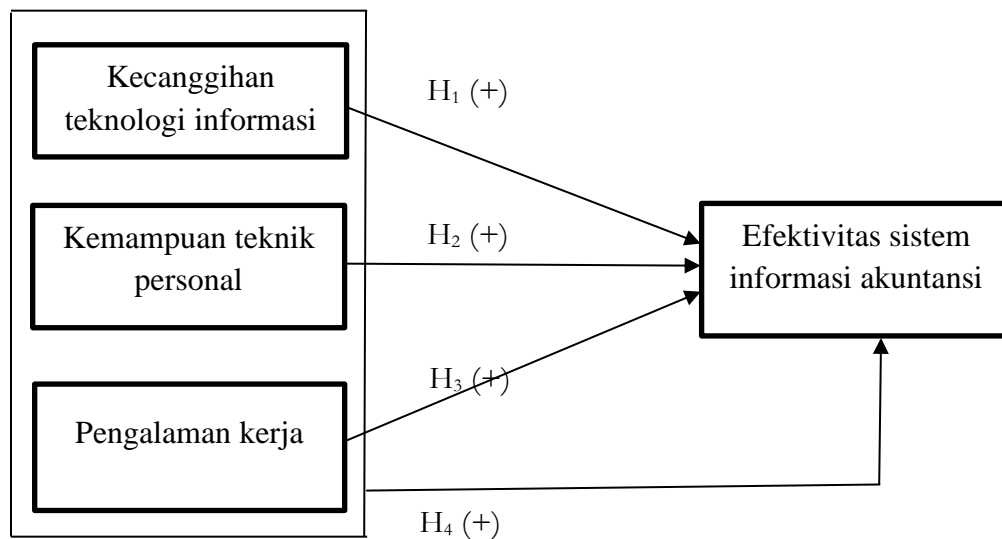 Kecanggihan
teknologi informasi
H₁ (+)
Kemampuan teknik
personal
H₂ (+)
Efektivitas sistem
informasi akuntansi
Pengalaman kerja
H₃ (+)
H₄ (+)